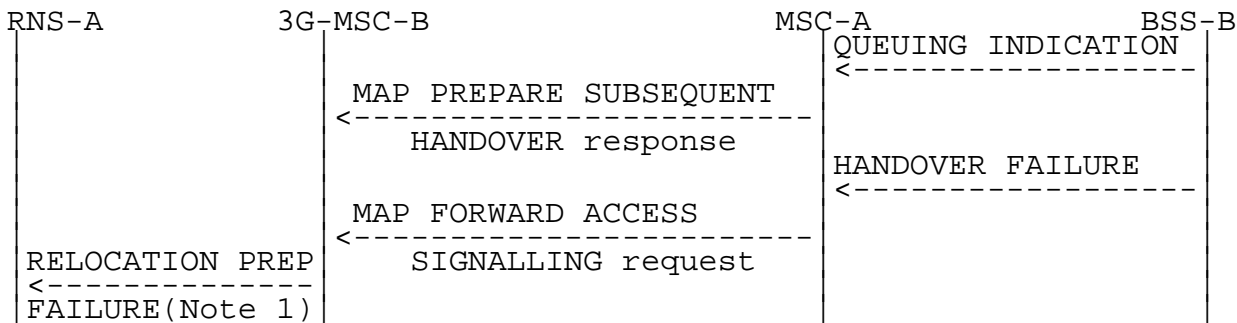 RNS-A 3G-MSC-B MSC-A BSS-B
QUEUING INDICATION
MAP PREPARE SUBSEQUENT
HANDOVER response
HANDOVER FAILURE
MAP FORWARD ACCESS
RELOCATION PREP SIGNALLING request
FAILURE(Note 1)